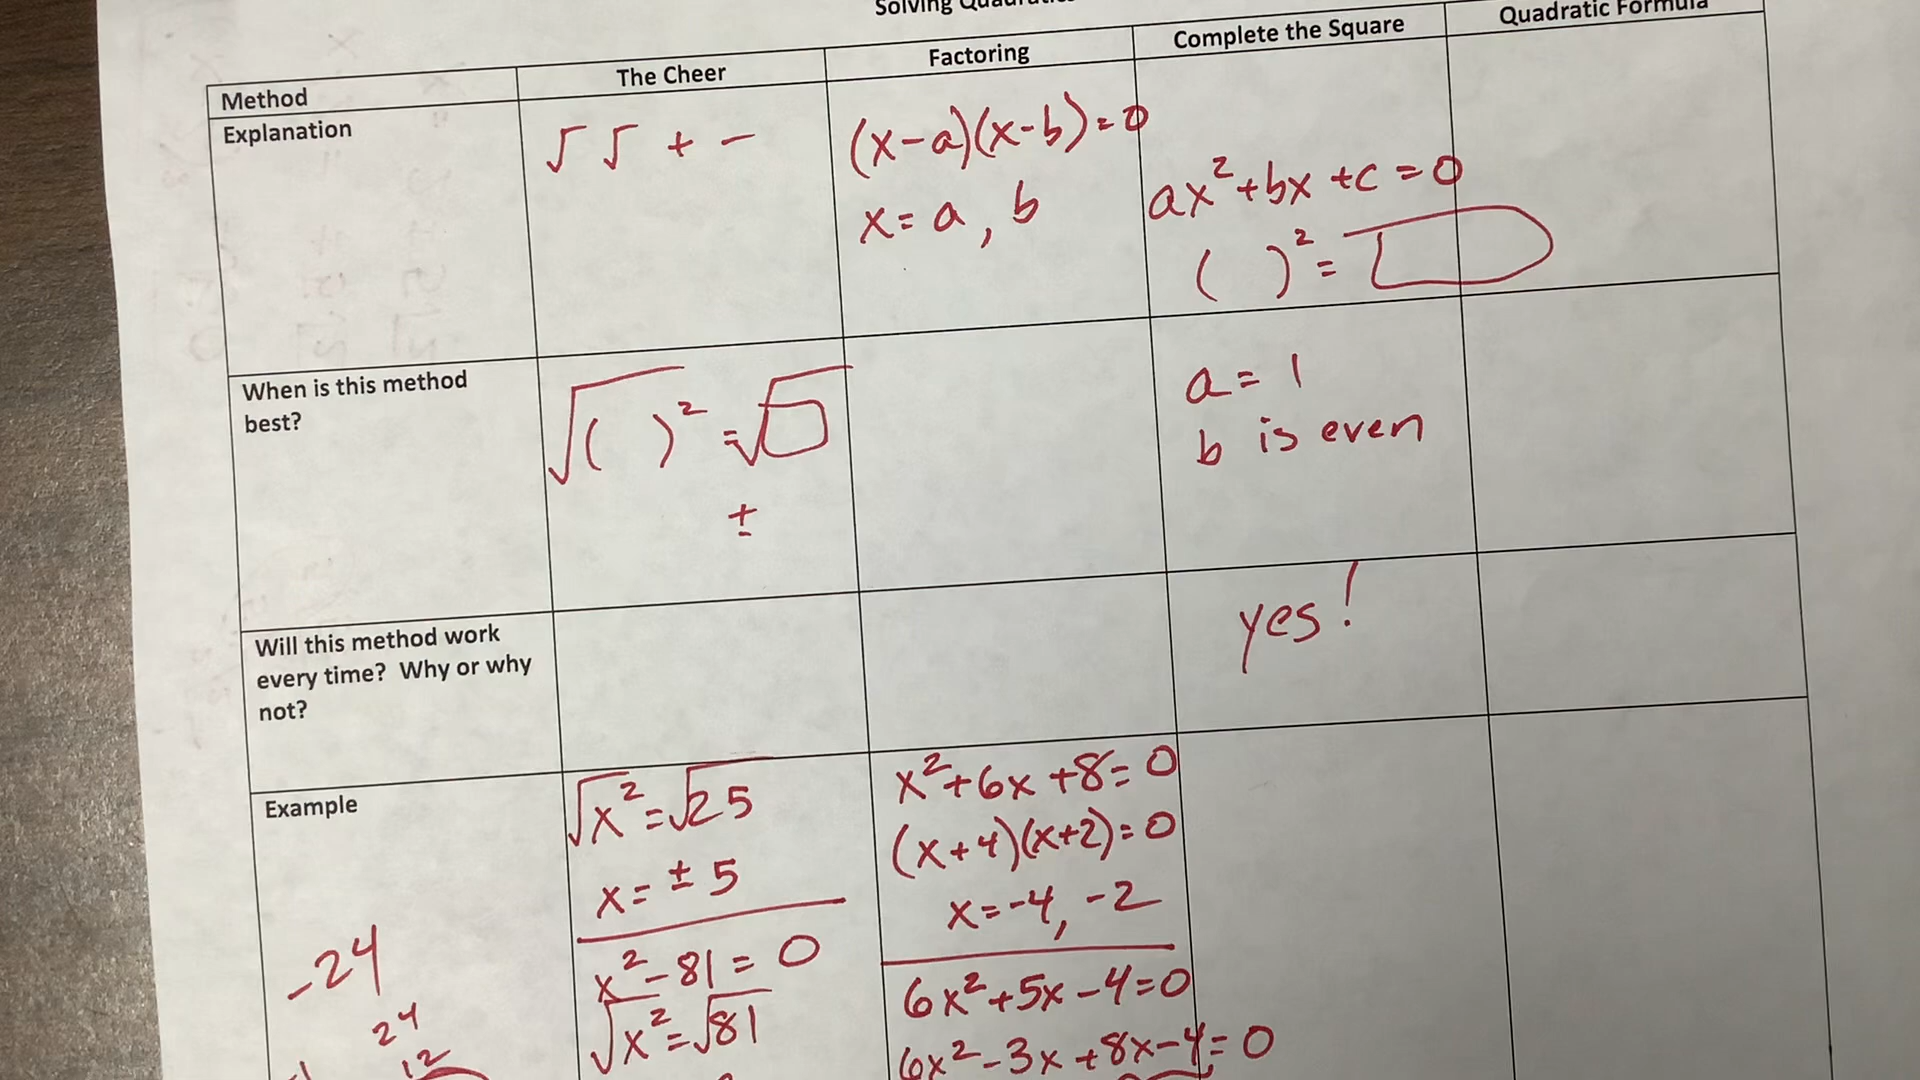 Solving Quadratics
Method
The Cheer
Factoring
Complete the Square
Quadratic Formula
Explanation
√ √ + -
(x-a)(x-b)=0
x=a, b
ax²+bx+c=0
( )²=
When is this method
best?
√( )²=√
±
a=1
b is even
Will this method work
every time? Why or why
not?
yes!
Example
-24
24
12
√x²=√25
x=±5
x²-81=0
√x²=√81
x²+6x+8=0
(x+4)(x+2)=0
x=-4, -2
6x²+5x-4=0
6x²-3x+8x-4=0